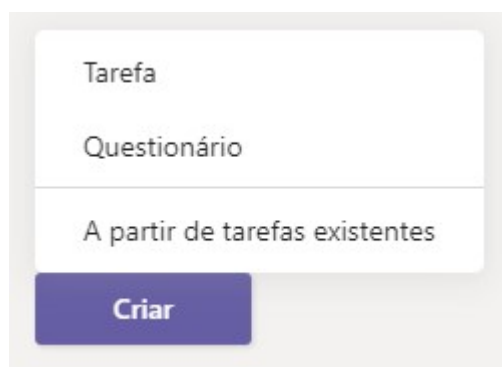 Tarefa
Questionário
A partir de tarefas existentes
Criar